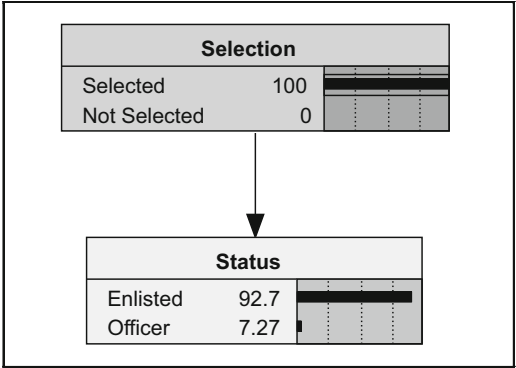 Selection
Selected 100
Not Selected 0
Status
Enlisted 92.7
Officer 7.27